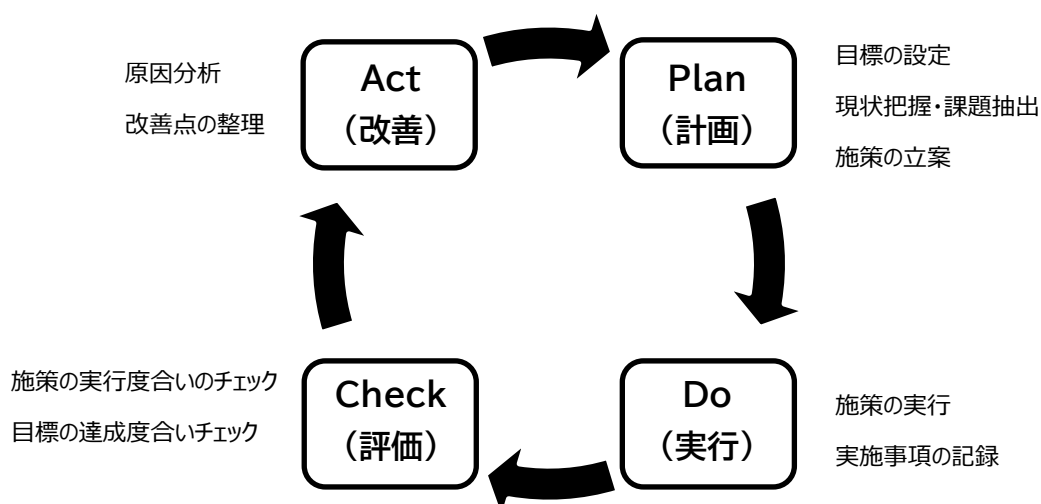 原因分析
改善点の整理
Act
（改善）
Plan
（計画）
目標の設定
現状把握・課題抽出
施策の立案
施策の実行度合いのチェック
目標の達成度合いチェック
Check
（評価）
Do
（実行）
施策の実行
実施事項の記録